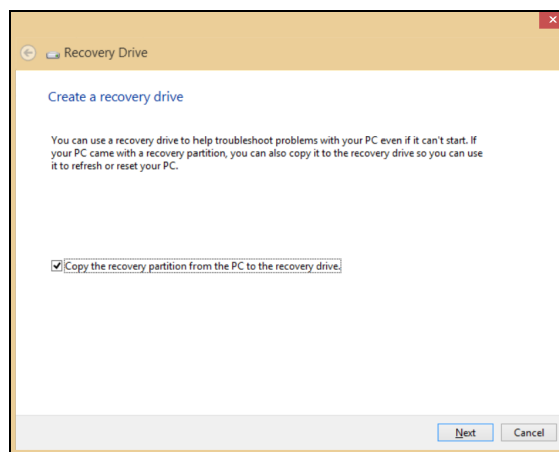 Recovery Drive
Create a recovery drive
You can use a recovery drive to help troubleshoot problems with your PC even if it can't start. If
your PC came with a recovery partition, you can also copy it to the recovery drive so you can use
it to refresh or reset your PC.
Copy the recovery partition from the PC to the recovery drive.
Next Cancel